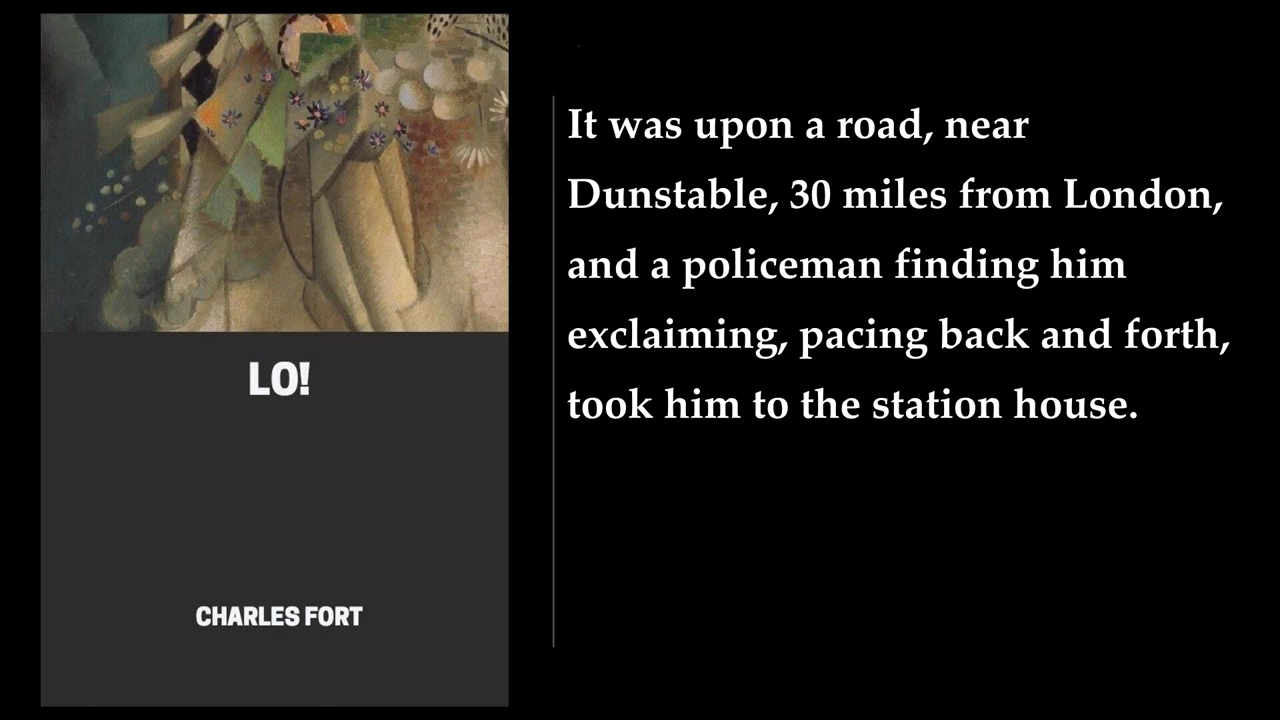 LO!
CHARLES FORT
It was upon a road, near
Dunstable, 30 miles from London,
and a policeman finding him
exclaiming, pacing back and forth,
took him to the station house.